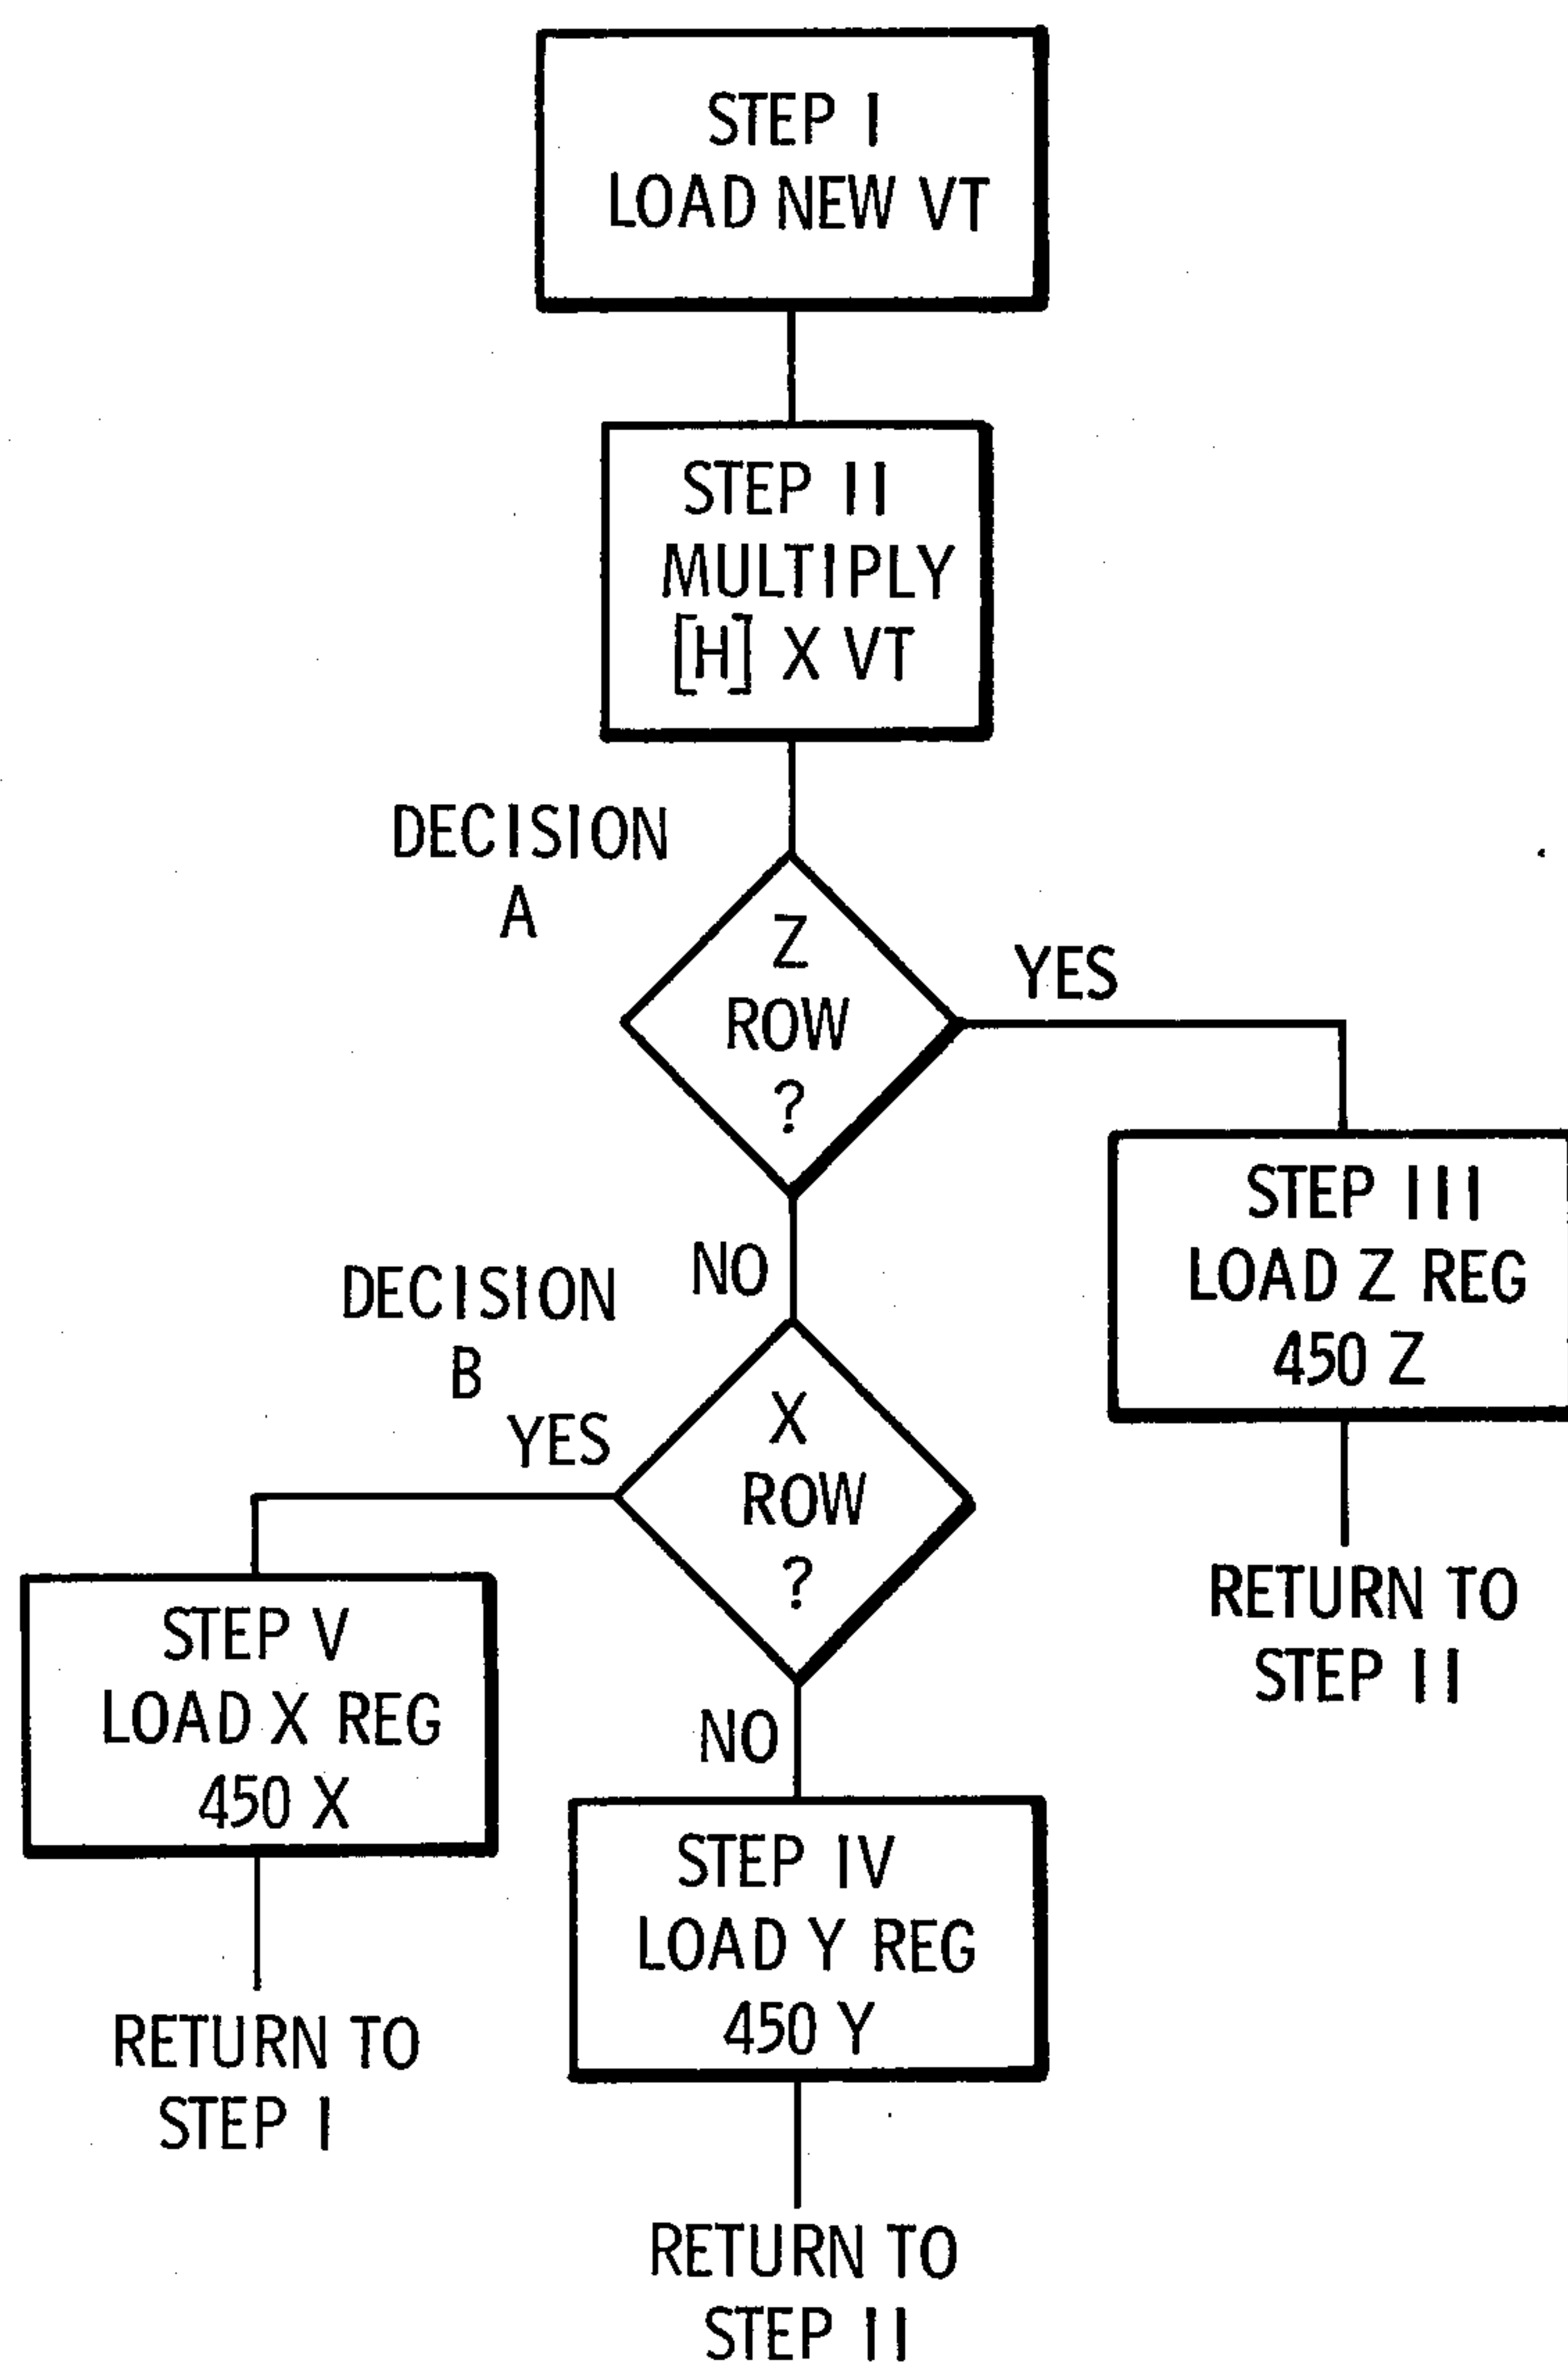 STEP I
LOAD NEW VT
STEP II
MULTIPLY
[H] X VT
DECISION
A
Z
ROW
?
YES
NO
STEP III
LOAD Z REG
450 Z
RETURN TO
STEP II
DECISION
B
YES
X
ROW
?
NO
STEP V
LOAD X REG
450 X
RETURN TO
STEP I
STEP IV
LOAD Y REG
450 Y
RETURN TO
STEP II